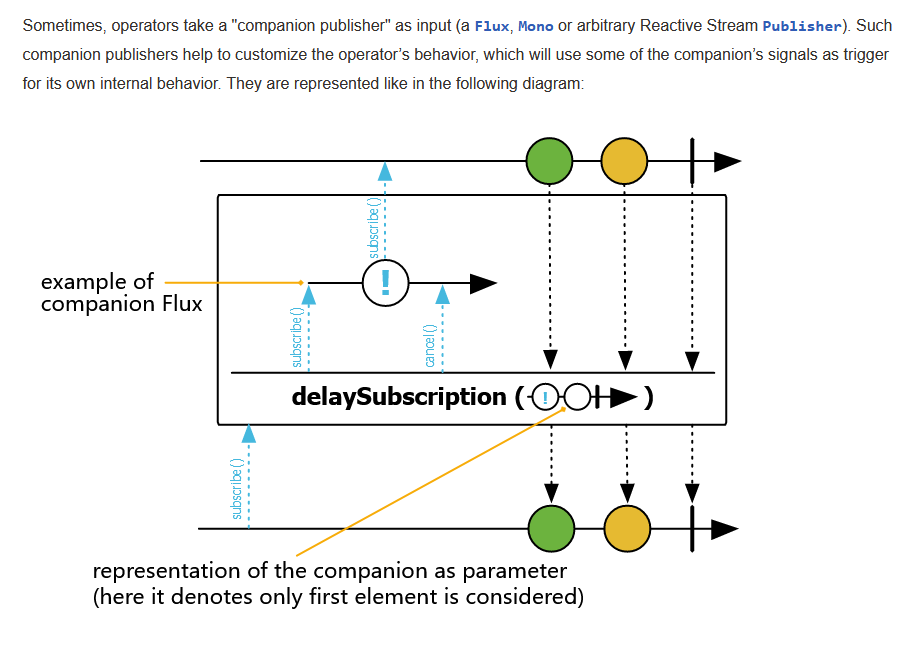 Sometimes, operators take a "companion publisher" as input (a Flux, Mono or arbitrary Reactive Stream Publisher). Such
companion publishers help to customize the operator's behavior, which will use some of the companion's signals as trigger
for its own internal behavior. They are represented like in the following diagram:
subscribe()
!
example of
companion Flux
subscribe()
cancel()
delaySubscription ( ! )
subscribe()
representation of the companion as parameter
(here it denotes only first element is considered)